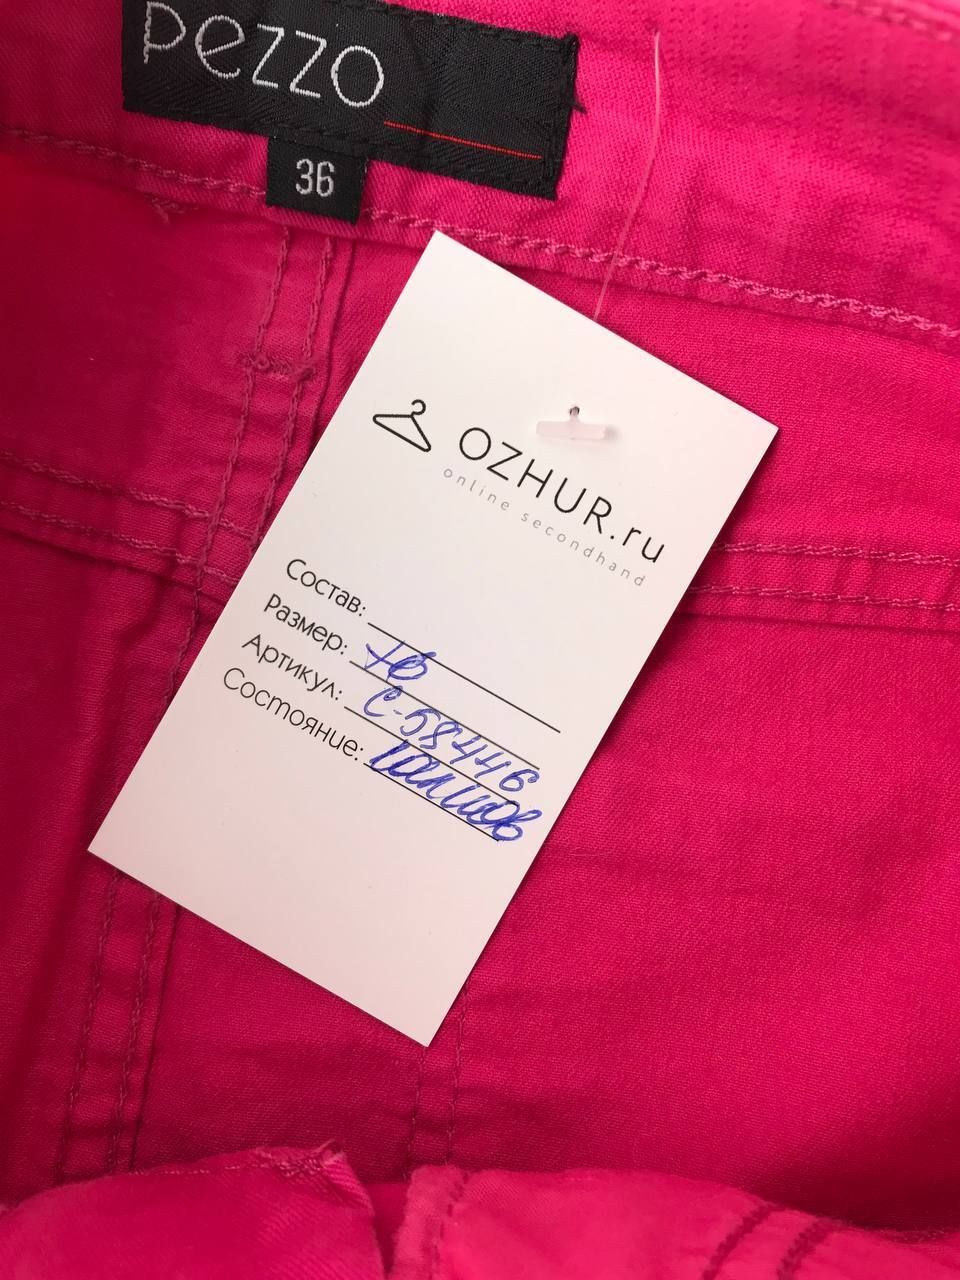 PEZZO
36
OZHUR.ru
online secondhand
Состав:
Размер:
Артикул: С-58446
Состояние: